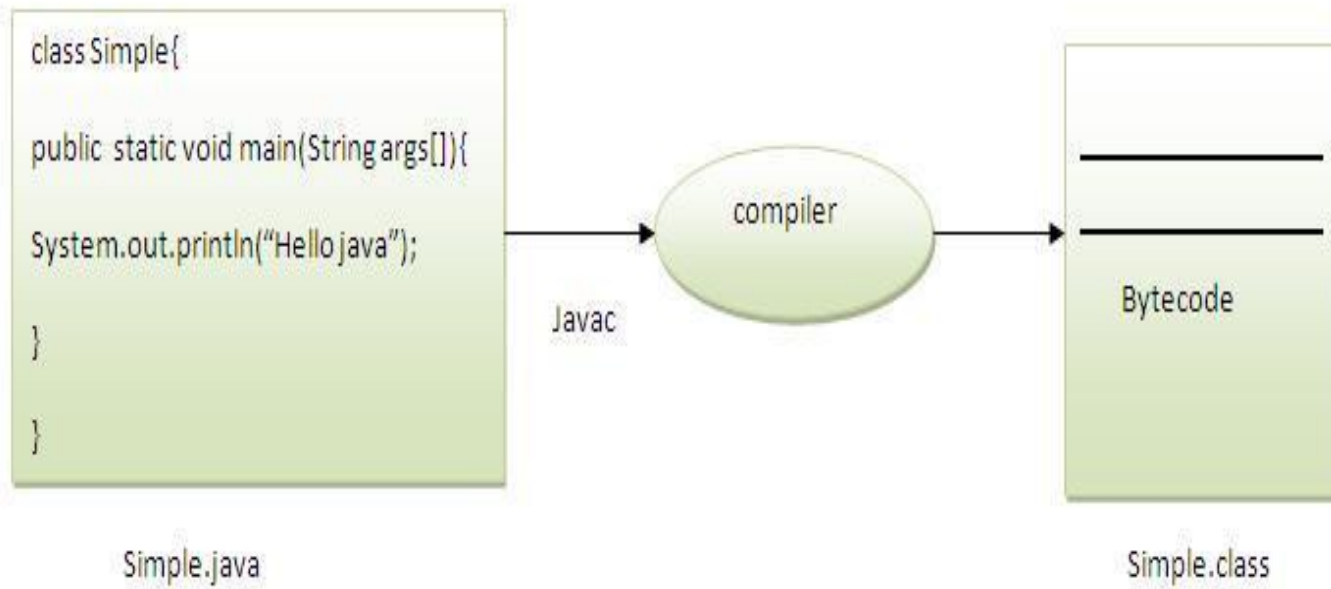 class Simple{
public static void main(String args[]){
System.out.println(“Hello java”);
}
}
Simple.java
Javac
compiler
Bytecode
Simple.class